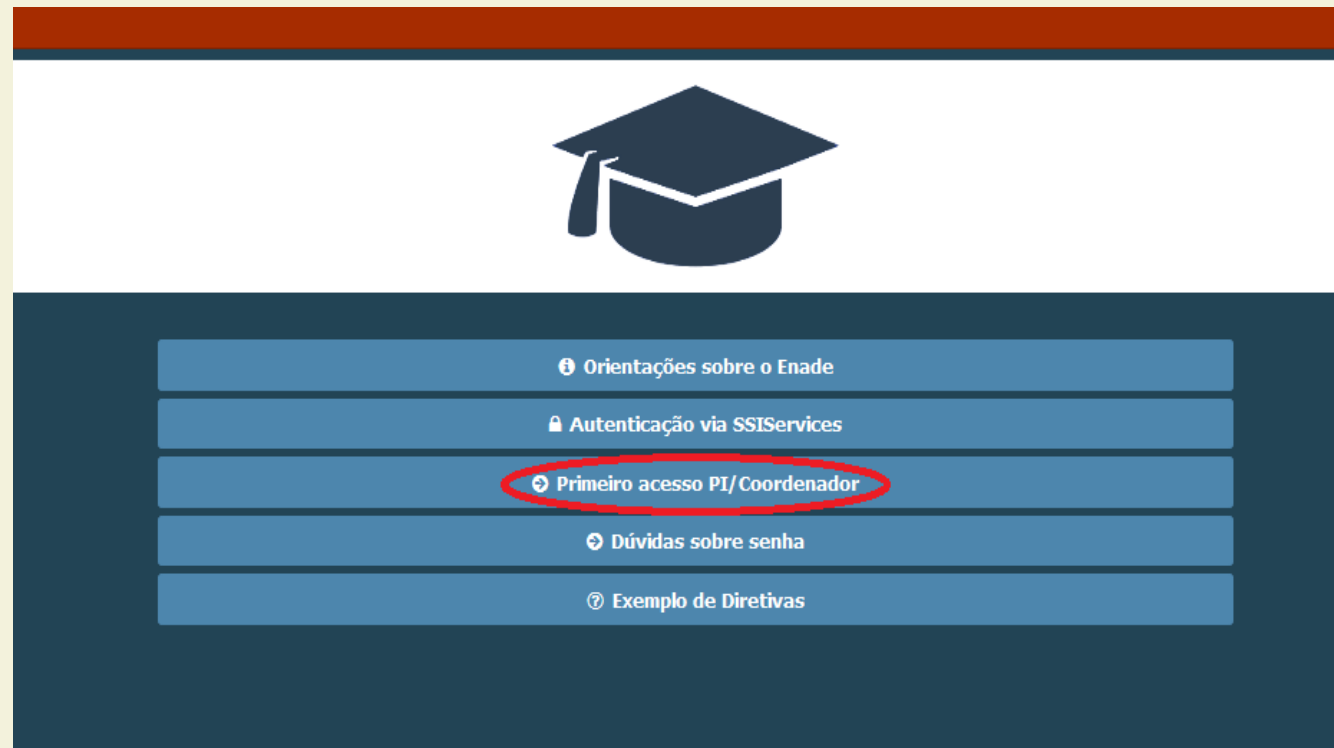 Orientações sobre o Enade
Autenticação via SSIServices
Primeiro acesso PI/Coordenador
Dúvidas sobre senha
Exemplo de Diretivas